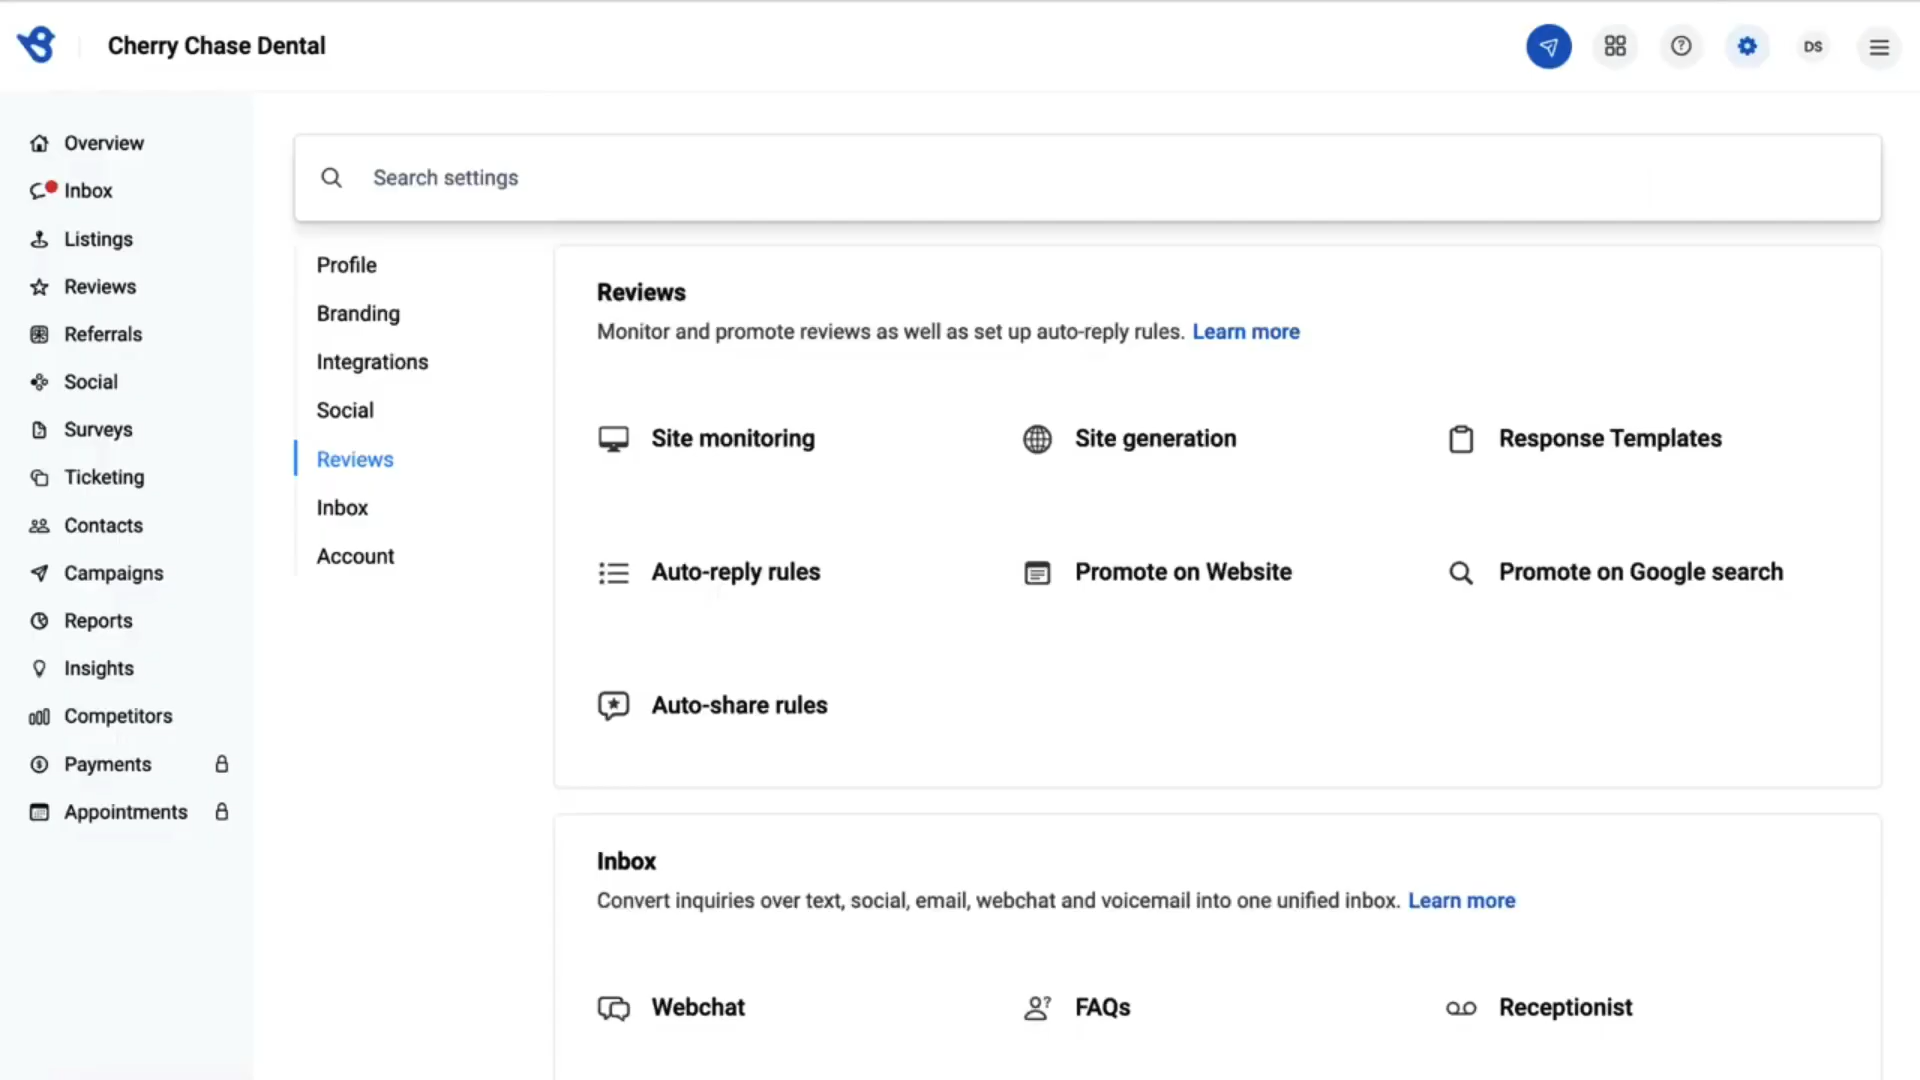 Cherry Chase Dental
DS
Overview
Inbox
Listings
Reviews
Referrals
Social
Surveys
Ticketing
Contacts
Campaigns
Reports
Insights
Competitors
Payments
Appointments
Search settings
Profile
Branding
Integrations
Social
Reviews
Inbox
Account
Reviews
Monitor and promote reviews as well as set up auto-reply rules. Learn more
Site monitoring
Site generation
Response Templates
Auto-reply rules
Promote on Website
Promote on Google search
Auto-share rules
Inbox
Convert inquiries over text, social, email, webchat and voicemail into one unified inbox. Learn more
Webchat
FAQs
Receptionist